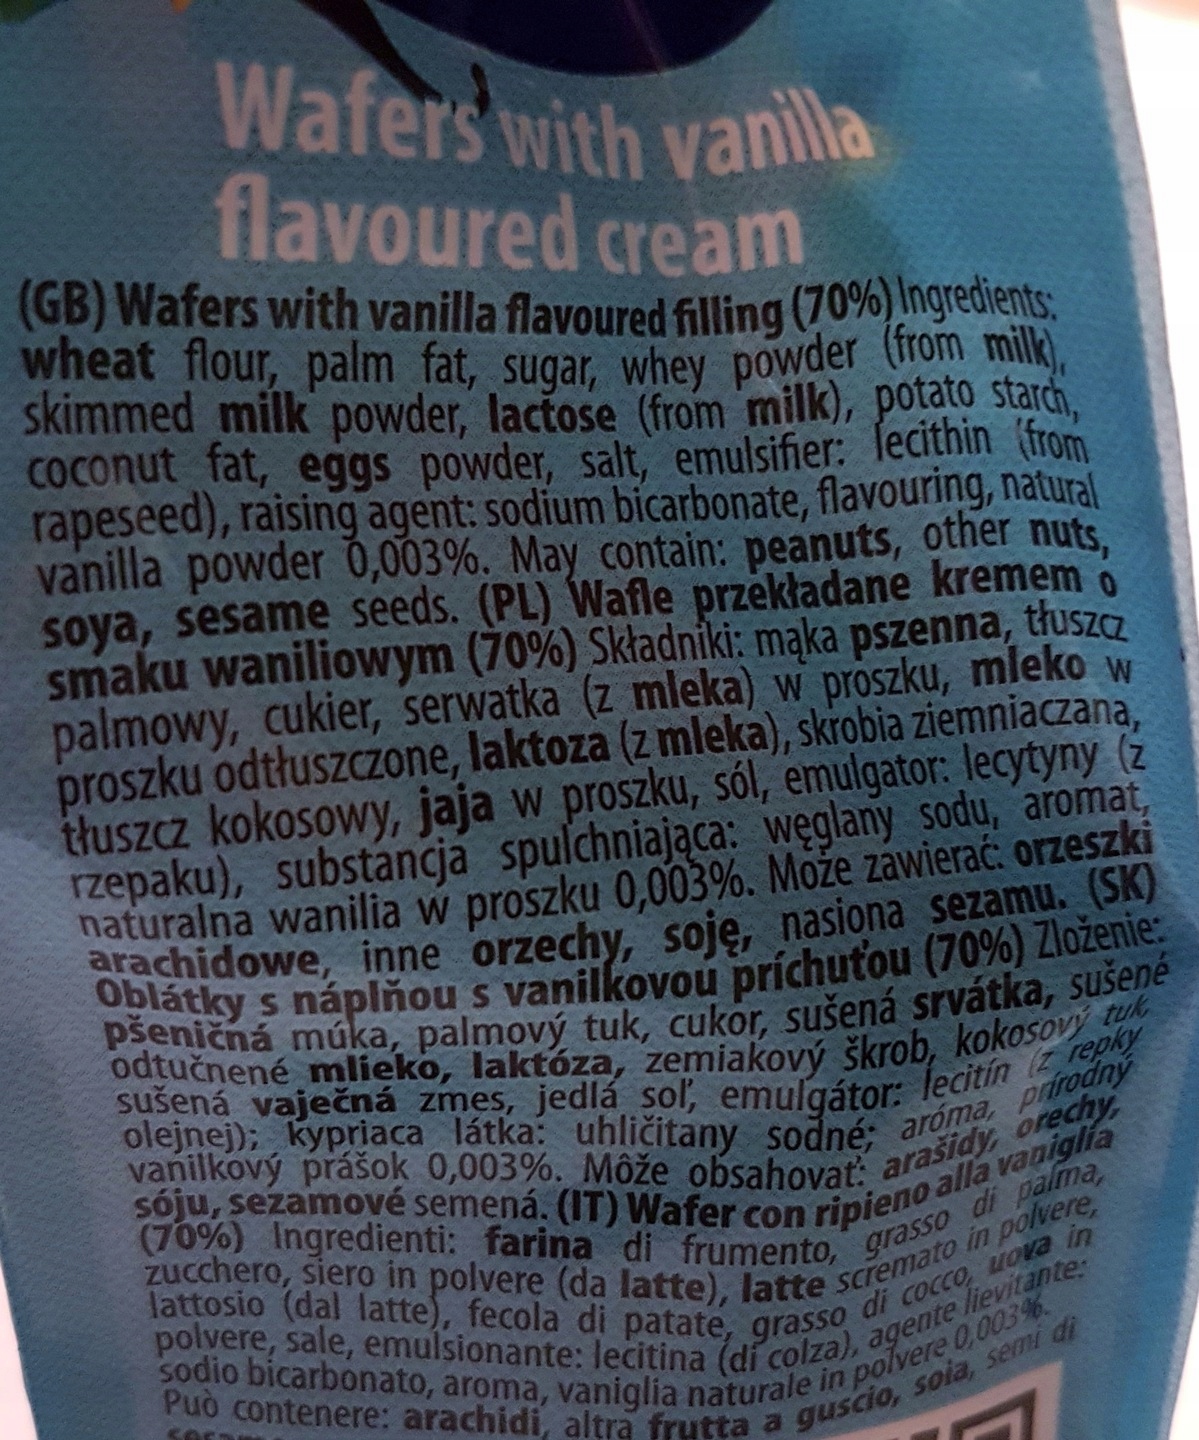 Wafers with vanilla
flavoured cream
(GB) Wafers with vanilla flavoured filling (70%) Ingredients:
wheat flour, palm fat, sugar, whey powder (from milk),
skimmed milk powder, lactose (from milk), potato starch,
coconut fat, eggs powder, salt, emulsifier: lecithin (from
rapeseed), raising agent: sodium bicarbonate, flavouring, natural
vanilla powder 0,003%. May contain: peanuts, other nuts,
soya, sesame seeds. (PL) Wafle przekładane kremem o
smaku waniliowym (70%) Składniki: mąka pszenna, tłuszcz
palmowy, cukier, serwatka (z mleka) w proszku, mleko w
proszku odtłuszczone, laktoza (z mleka), skrobia ziemniaczana,
tłuszcz kokosowy, jaja w proszku, sól, emulgator: lecytyny (z
rzepaku), substancja spulchniająca: węglany sodu, aromat,
naturalna wanilia w proszku 0,003%. Może zawierać: orzeszki
arachidowe, inne orzechy, soję, nasiona sezamu. (SK)
Oblátky s náplňou s vanilkovou príchuťou (70%) Zloženie:
pšeničná múka, palmový tuk, cukor, sušená srvátka, sušené
odtučnené mlieko, laktóza, zemiakový škrob, kokosový tuk,
sušená vaječná zmes, jedlá soľ, emulgátor: lecitín (z repky
olejnej); kypriaca látka: uhličitany sodné; aróma, prírodný
vanilkový prášok 0,003%. Môže obsahovať: arašidy, orechy,
sóju, sezamové semená. (IT) Wafer con ripieno alla vaniglia
(70%) Ingredienti: farina di frumento, grasso di palma,
zucchero, siero in polvere (da latte), latte scremato in polvere,
lattosio (dal latte), fecola di patate, grasso di cocco, uova in
polvere, sale, emulsionante: lecitina (di colza), agente lievitante:
sodio bicarbonato, aroma, vaniglia naturale in polvere 0,003%.
Può contenere: arachidi, altra frutta a guscio, soia, semi di